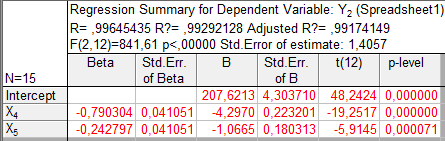 Regression Summary for Dependent Variable: Y2 (Spreadsheet1)
R= ,99645435 R?= ,99292128 Adjusted R?= ,99174149
F(2,12)=841,61 p<,00000 Std.Error of estimate: 1,4057
N=15 Beta Std.Err. of Beta B Std.Err. of B t(12) p-level
Intercept 207,6213 4,303710 48,2424 0,000000
X4 -0,790304 0,041051 -4,2970 0,223201 -19,2517 0,000000
X5 -0,242797 0,041051 -1,0665 0,180313 -5,9145 0,000071